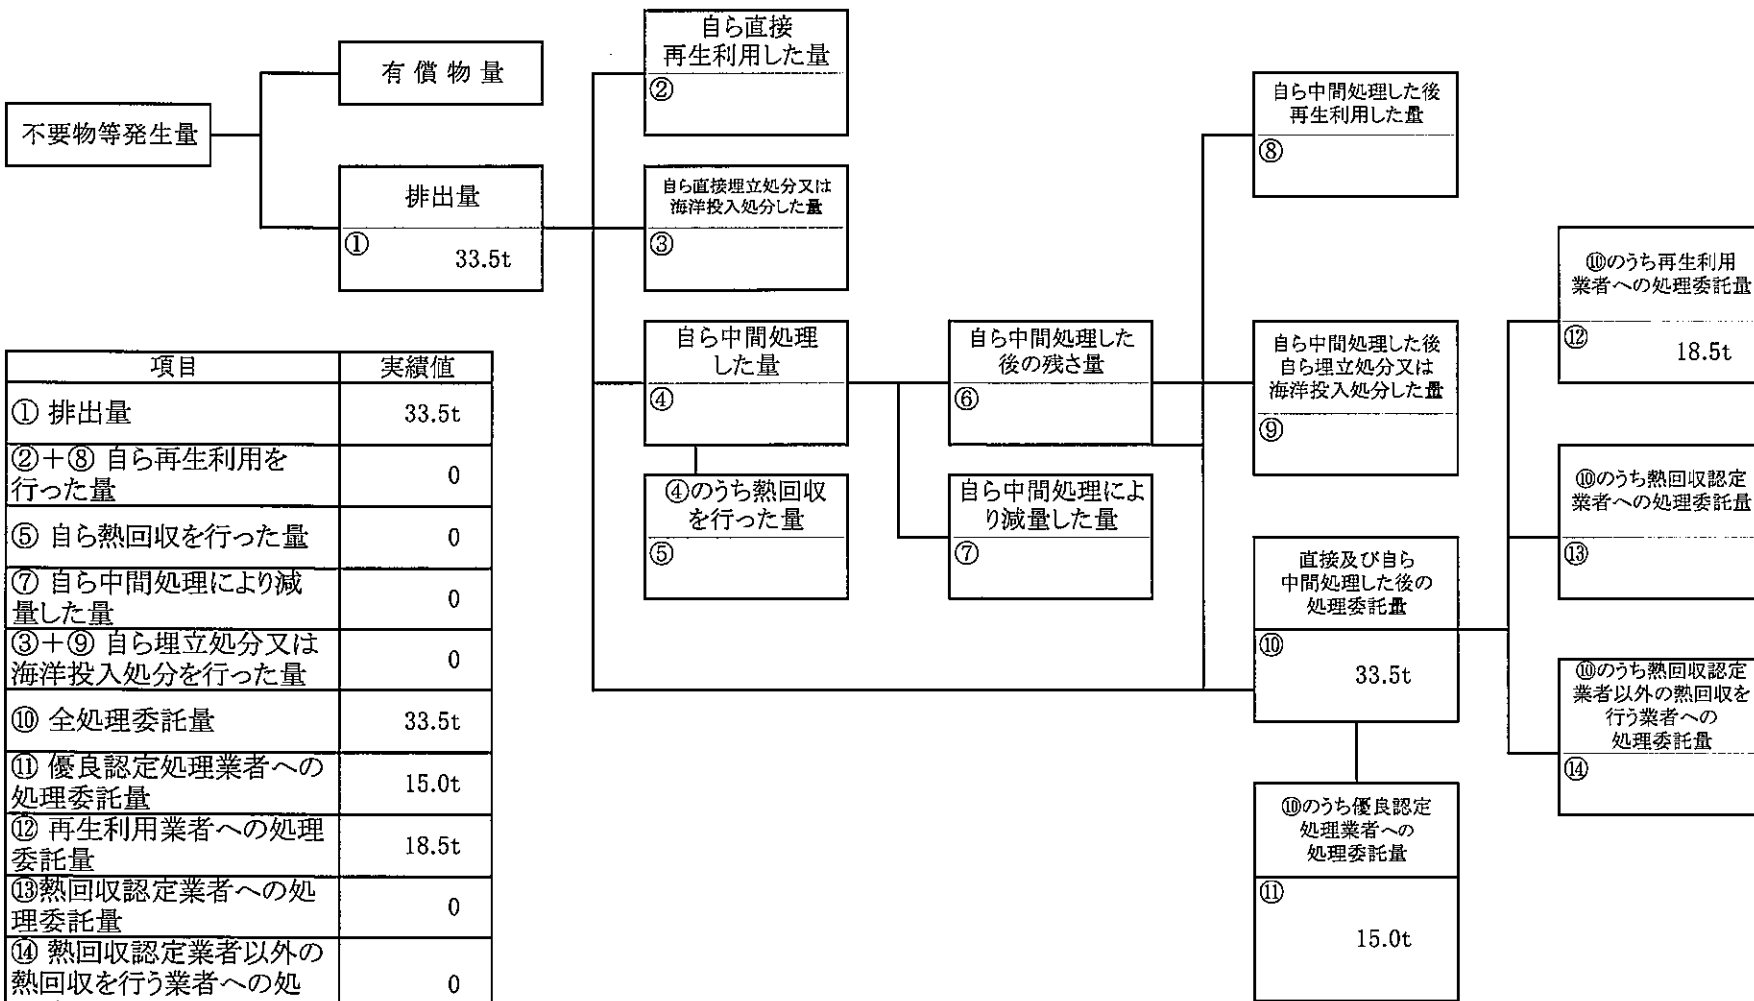 不要物等発生量
有償物量
排出量
①
33.5t
自ら直接
再生利用した量
②
自ら直接埋立処分又は
海洋投入処分した量
③
自ら中間処理
した量
④
④のうち熱回収
を行った量
⑤
自ら中間処理した
後の残さ量
⑥
自ら中間処理によ
り減量した量
⑦
自ら中間処理した後
再生利用した量
⑧
自ら中間処理した後
自ら埋立処分又は
海洋投入処分した量
⑨
直接及び自ら
中間処理した後の
処理委託量
⑩
33.5t
⑩のうち優良認定
処理業者への
処理委託量
⑪
15.0t
⑩のうち再生利用
業者への処理委託量
⑫
18.5t
⑩のうち熱回収認定
業者への処理委託量
⑬
⑩のうち熱回収認定
業者以外の熱回収を
行う業者への
処理委託量
⑭
項目 実績値
① 排出量 33.5t
②+⑧ 自ら再生利用を
行った量 0
⑤ 自ら熱回収を行った量 0
⑦ 自ら中間処理により減
量した量 0
③+⑨ 自ら埋立処分又は
海洋投入処分を行った量 0
⑩ 全処理委託量 33.5t
⑪ 優良認定処理業者への
処理委託量 15.0t
⑫ 再生利用業者への処理
委託量 18.5t
⑬熱回収認定業者への処
理委託量 0
⑭ 熱回収認定業者以外の
熱回収を行う業者への処 0